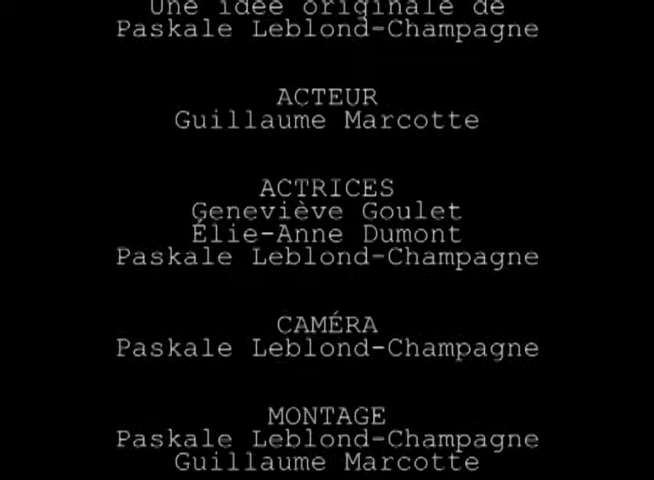 Une idée originale de
Paskale Leblond-Champagne
ACTEUR
Guillaume Marcotte
ACTRICES
Geneviève Goulet
Élie-Anne Dumont
Paskale Leblond-Champagne
CAMÉRA
Paskale Leblond-Champagne
MONTAGE
Paskale Leblond-Champagne
Guillaume Marcotte